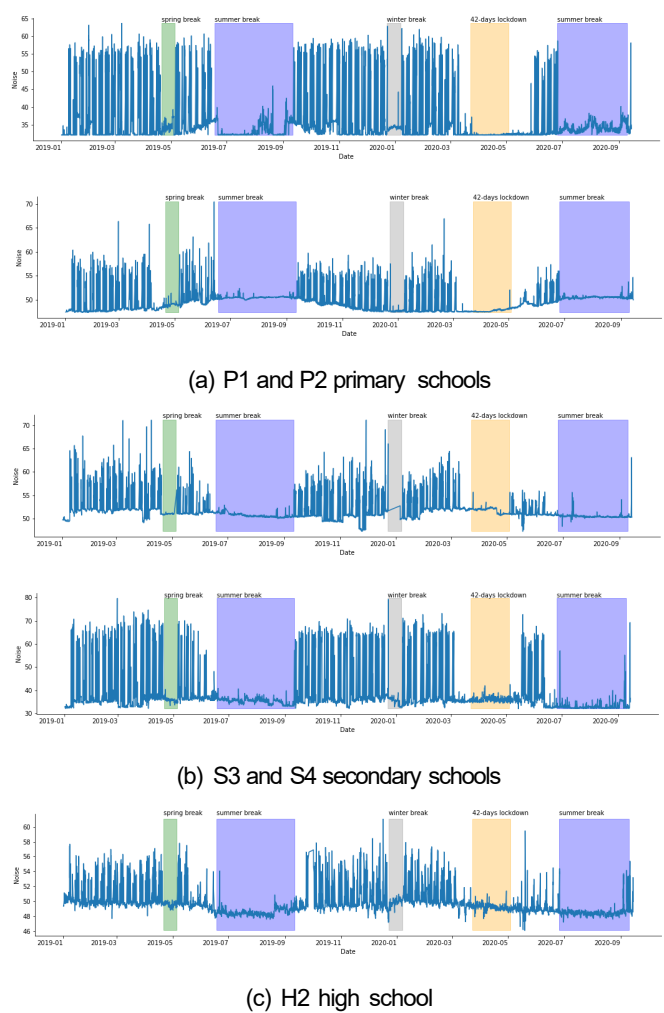 spring break summer break winter break 42-days lockdown summer break
65
60
55
50
45
40
35
Noise
2019-01 2019-03 2019-05 2019-07 2019-09 2019-11 2020-01 2020-03 2020-05 2020-07 2020-09
Date
spring break summer break winter break 42-days lockdown summer break
70
65
60
55
50
Noise
2019-01 2019-03 2019-05 2019-07 2019-09 2019-11 2020-01 2020-03 2020-05 2020-07 2020-09
Date
(a) P1 and P2 primary schools
spring break summer break winter break 42-days lockdown summer break
70
65
60
55
50
Noise
2019-01 2019-03 2019-05 2019-07 2019-09 2019-11 2020-01 2020-03 2020-05 2020-07 2020-09
Date
spring break summer break winter break 42-days lockdown summer break
80
70
60
50
40
30
Noise
2019-01 2019-03 2019-05 2019-07 2019-09 2019-11 2020-01 2020-03 2020-05 2020-07 2020-09
Date
(b) S3 and S4 secondary schools
spring break summer break winter break 42-days lockdown summer break
60
58
56
54
52
50
48
46
Noise
2019-01 2019-03 2019-05 2019-07 2019-09 2019-11 2020-01 2020-03 2020-05 2020-07 2020-09
Date
(c) H2 high school